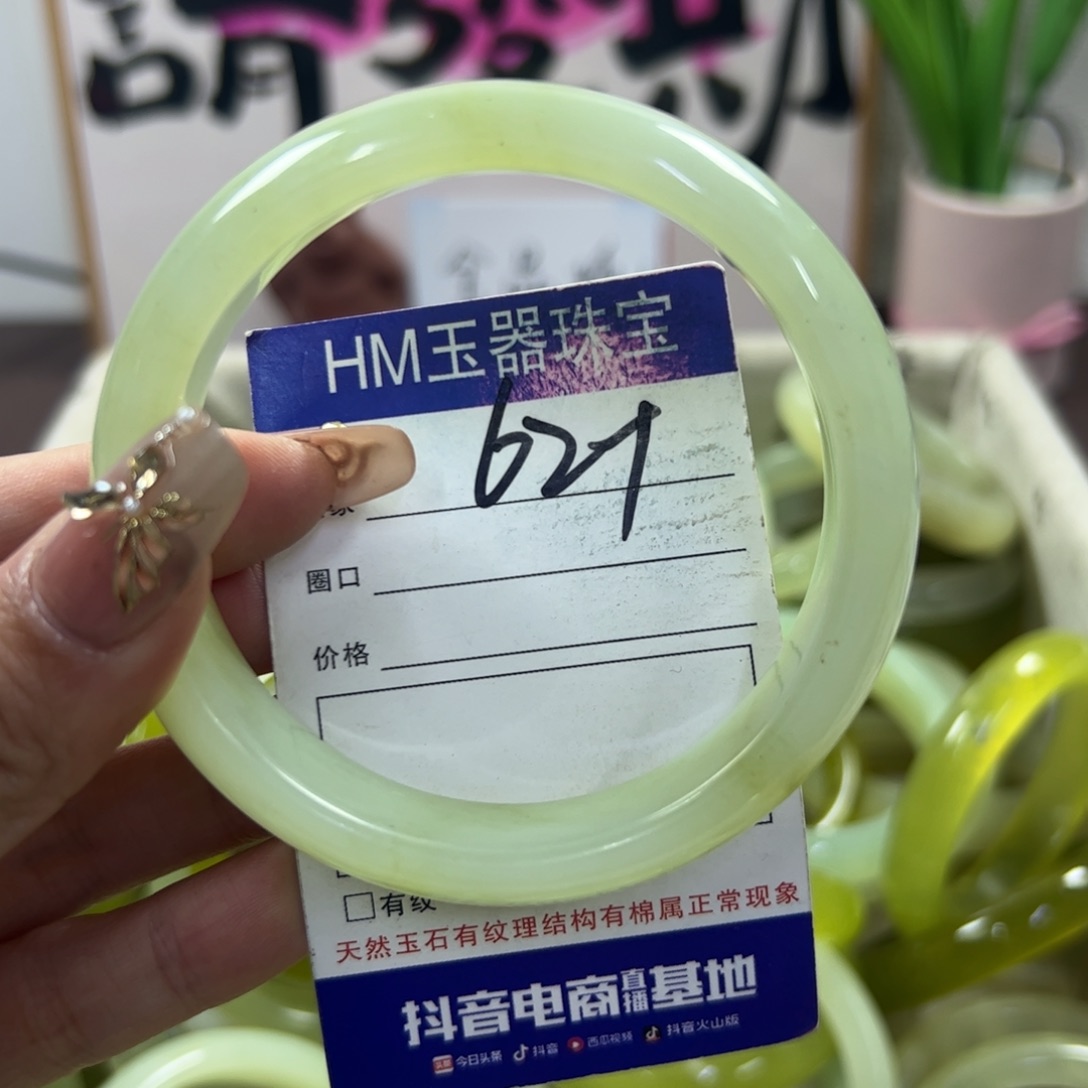 HM玉器珠宝
621
圈口
价格
有纹
天然玉石有纹理结构有棉属正常现象
抖音电商直播基地
今日头条 抖音 西瓜视频 抖音火山版